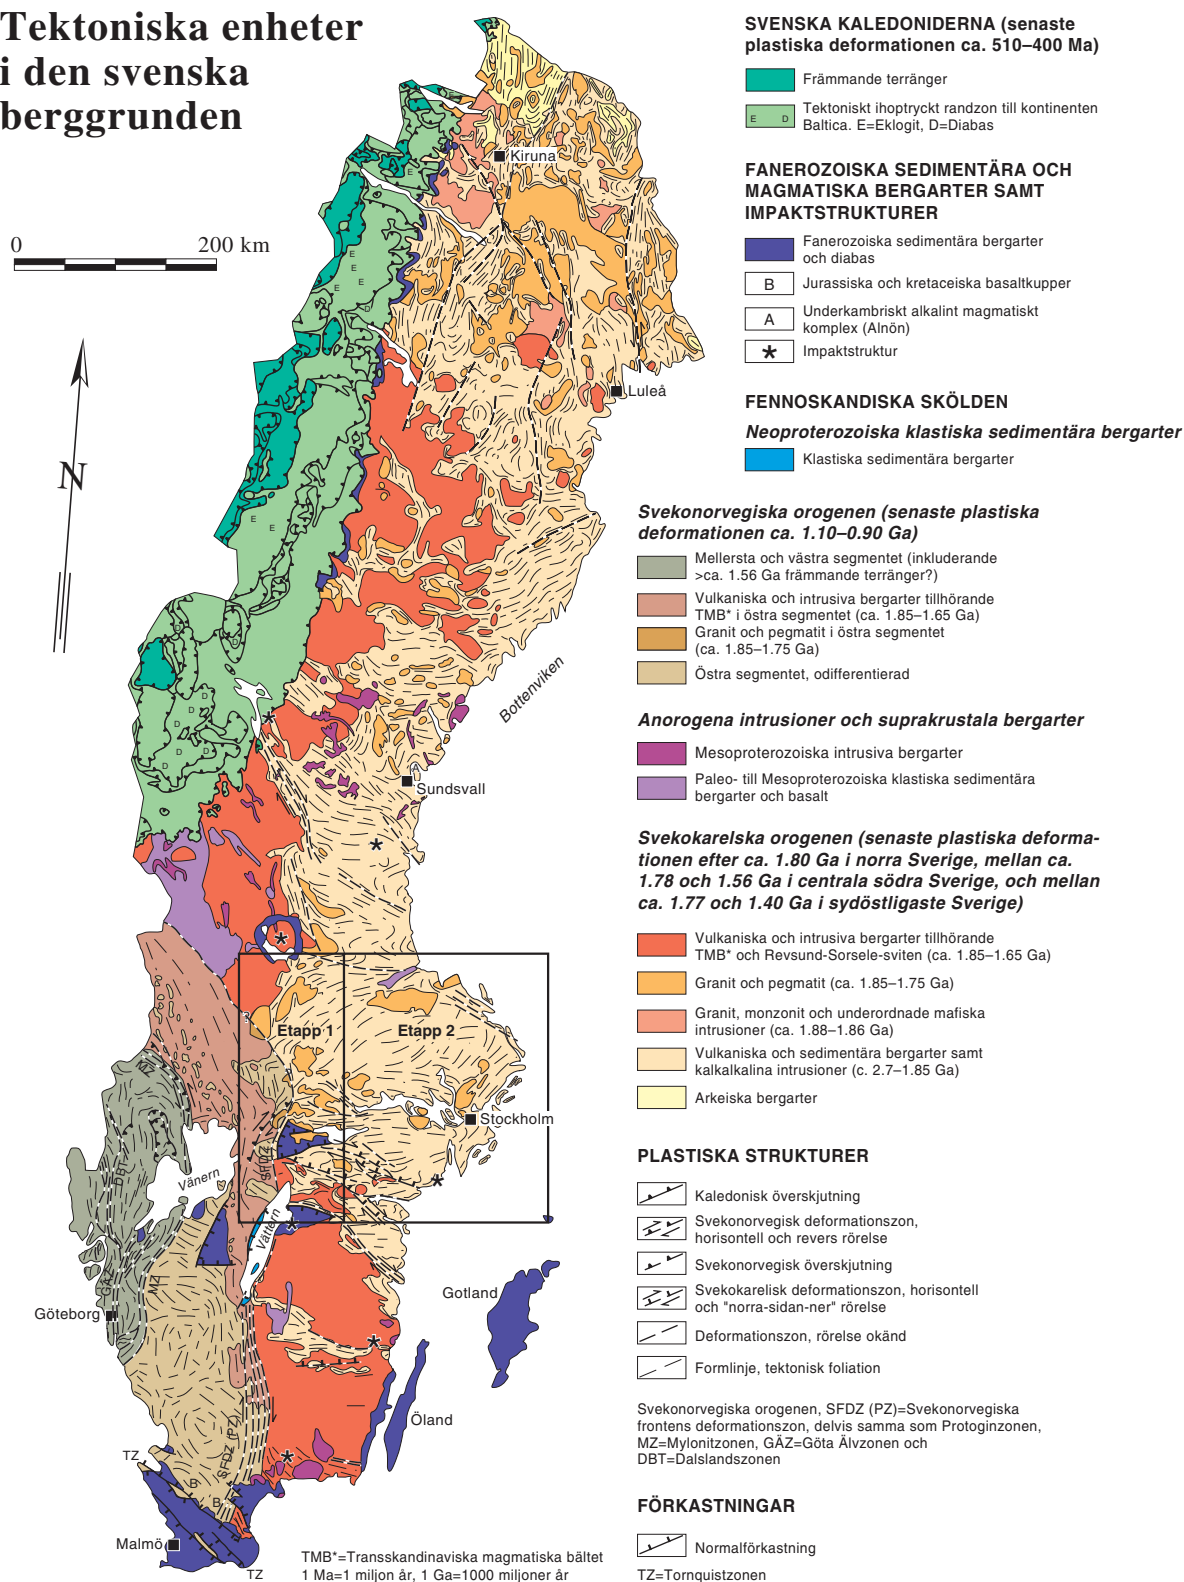 Tektoniska enheter
i den svenska
berggrunden
0 200 km
N
Kiruna
Luleå
Bottenviken
Sundsvall
A
Etapp 1
Etapp 2
Stockholm
Vänern
Vättern
MZ
DBT
GÄZ
MZ
SFDZ
SFDZ (PZ)
Göteborg
Gotland
Öland
TZ
B
B
Malmö
TZ
E
E
E
E
E
E
E
E
D
D
D
D
D
D
D
D
?
TMB*=Transskandinaviska magmatiska bältet
1 Ma=1 miljon år, 1 Ga=1000 miljoner år
SVENSKA KALEDONIDERNA (senaste
plastiska deformationen ca. 510–400 Ma)
Främmande terränger
E D
Tektoniskt ihoptryckt randzon till kontinenten
Baltica. E=Eklogit, D=Diabas
FANEROZOISKA SEDIMENTÄRA OCH
MAGMATISKA BERGARTER SAMT
IMPAKTSTRUKTURER
Fanerozoiska sedimentära bergarter
och diabas
B Jurassiska och kretaceiska basaltkupper
A Underkambriskt alkalint magmatiskt
komplex (Alnön)
* Impaktstruktur
FENNOSKANDISKA SKÖLDEN
Neoproterozoiska klastiska sedimentära bergarter
Klastiska sedimentära bergarter
Svekonorvegiska orogenen (senaste plastiska
deformationen ca. 1.10–0.90 Ga)
Mellersta och västra segmentet (inkluderande
>ca. 1.56 Ga främmande terränger?)
Vulkaniska och intrusiva bergarter tillhörande
TMB* i östra segmentet (ca. 1.85–1.65 Ga)
Granit och pegmatit i östra segmentet
(ca. 1.85–1.75 Ga)
Östra segmentet, odifferentierad
Anorogena intrusioner och suprakrustala bergarter
Mesoproterozoiska intrusiva bergarter
Paleo- till Mesoproterozoiska klastiska sedimentära
bergarter och basalt
Svekokarelska orogenen (senaste plastiska deforma-
tionen efter ca. 1.80 Ga i norra Sverige, mellan ca.
1.78 och 1.56 Ga i centrala södra Sverige, och mellan
ca. 1.77 och 1.40 Ga i sydöstligaste Sverige)
Vulkaniska och intrusiva bergarter tillhörande
TMB* och Revsund-Sorsele-sviten (ca. 1.85–1.65 Ga)
Granit och pegmatit (ca. 1.85–1.75 Ga)
Granit, monzonit och underordnade mafiska
intrusioner (ca. 1.88–1.86 Ga)
Vulkaniska och sedimentära bergarter samt
kalkalkalina intrusioner (c. 2.7–1.85 Ga)
Arkeiska bergarter
PLASTISKA STRUKTURER
Kaledonisk överskjutning
Svekonorvegisk deformationszon,
horisontell och revers rörelse
Svekonorvegisk överskjutning
Svekokarelisk deformationszon, horisontell
och "norra-sidan-ner" rörelse
Deformationszon, rörelse okänd
Formlinje, tektonisk foliation
Svekonorvegiska orogenen, SFDZ (PZ)=Svekonorvegiska
frontens deformationszon, delvis samma som Protoginzonen,
MZ=Mylonitzonen, GÄZ=Göta Älvzonen och
DBT=Dalslandszonen
FÖRKASTNINGAR
Normalförkastning
TZ=Tornquistzonen